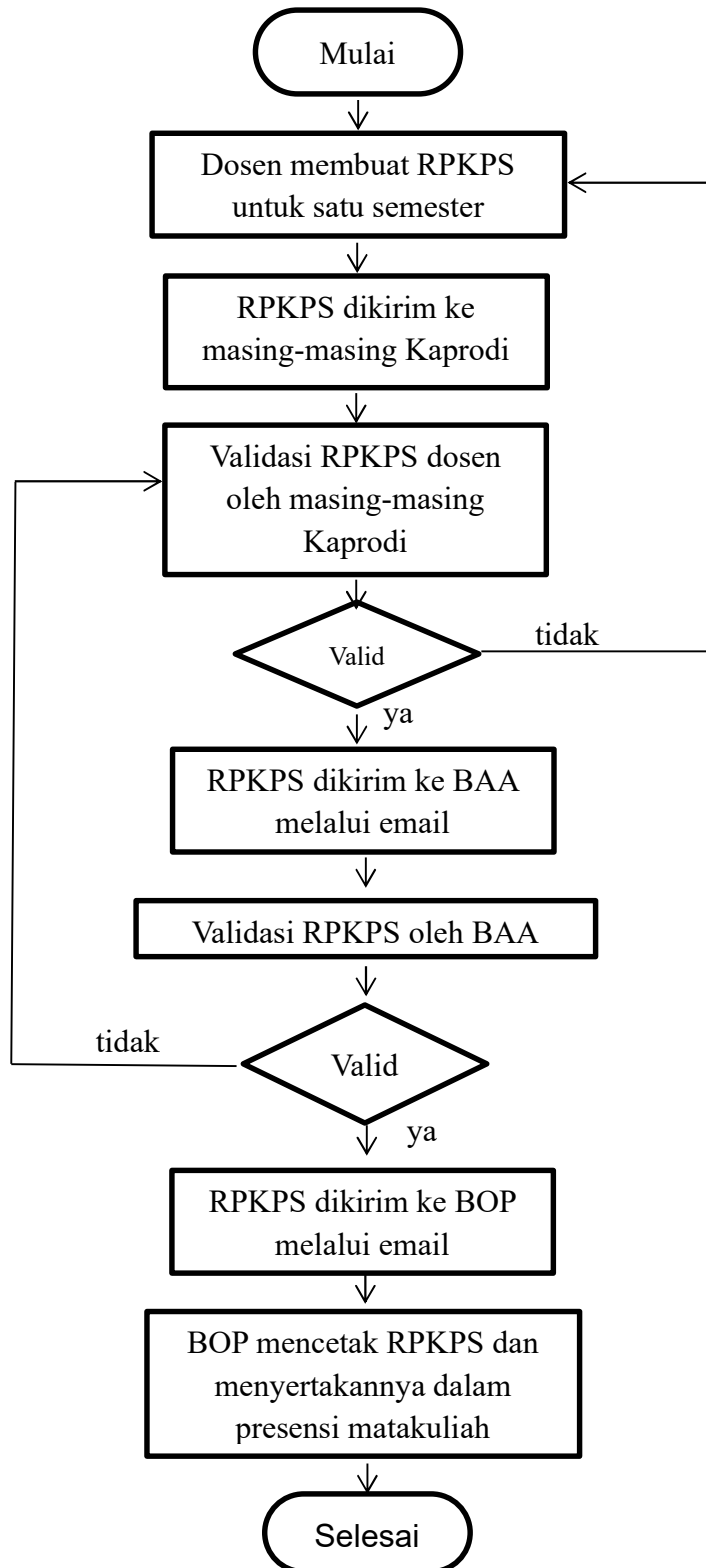 Mulai
Dosen membuat RPKPS
untuk satu semester
RPKPS dikirim ke
masing-masing Kaprodi
Validasi RPKPS dosen
oleh masing-masing
Kaprodi
Valid
tidak
ya
RPKPS dikirim ke BAA
melalui email
Validasi RPKPS oleh BAA
tidak
Valid
ya
RPKPS dikirim ke BOP
melalui email
BOP mencetak RPKPS dan
menyertakannya dalam
presensi matakuliah
Selesai